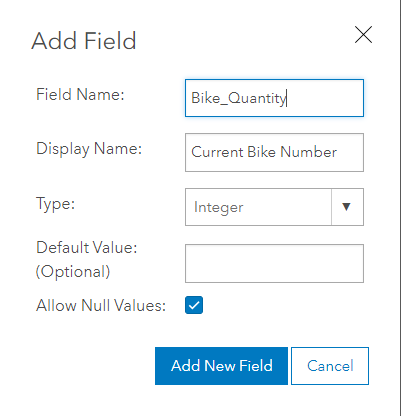 Add Field
Field Name:
Bike_Quantity
Display Name:
Current Bike Number
Type:
Integer
Default Value:
(Optional)
Allow Null Values:
Add New Field
Cancel